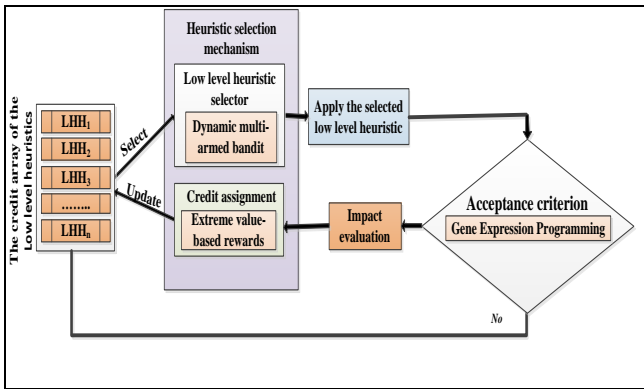 The credit array of the
Low level heuristics
LHH1
LHH2
LHH3
........
LHHn
Select
Update
Heuristic selection
mechanism
Low level heuristic
selector
Dynamic multi-
armed bandit
Credit assignment
Extreme value-
based rewards
Apply the selected
low level heuristic
Impact
evaluation
Acceptance criterion
Gene Expression Programming
No